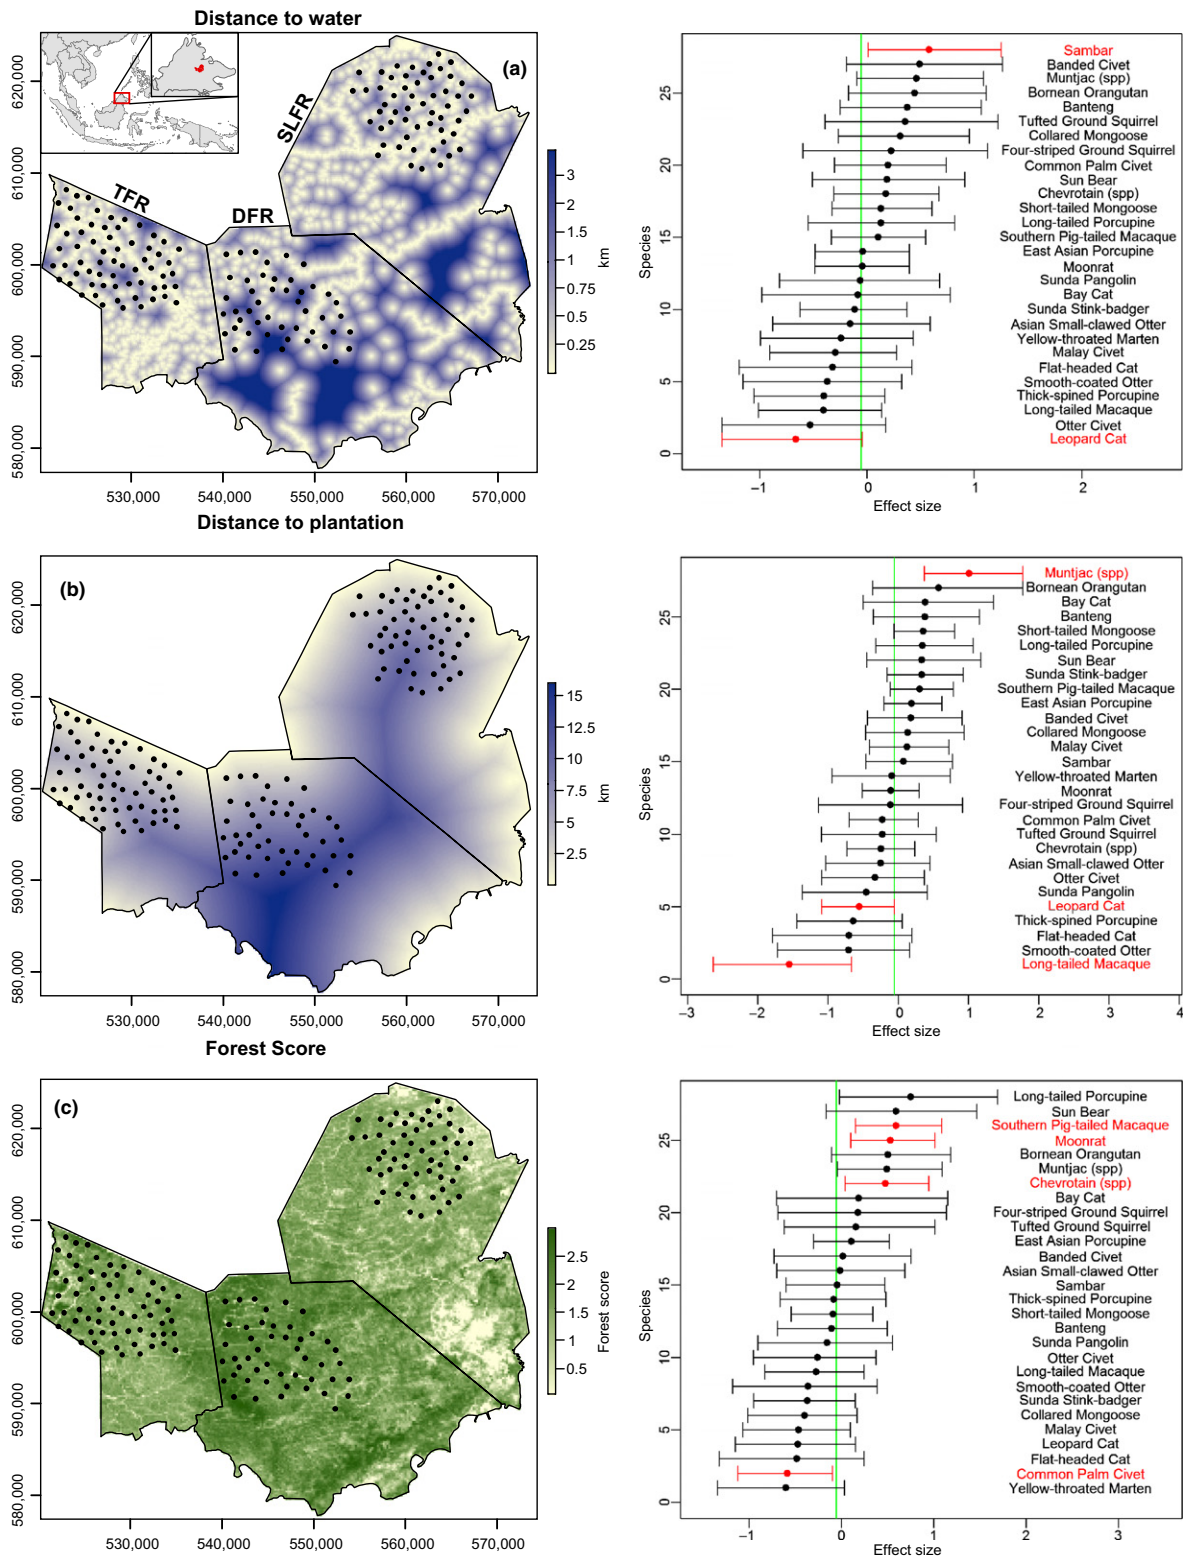 Distance to water
(a)
SLFR
TFR
DFR
620,000
610,000
600,000
590,000
580,000
530,000 540,000 550,000 560,000 570,000
3
2
1.5
1
0.75
0.5
0.25
km
Species
25
20
15
10
5
0
Sambar
Banded Civet
Muntjac (spp)
Bornean Orangutan
Banteng
Tufted Ground Squirrel
Collared Mongoose
Four-striped Ground Squirrel
Common Palm Civet
Sun Bear
Chevrotain (spp)
Short-tailed Mongoose
Long-tailed Porcupine
Southern Pig-tailed Macaque
East Asian Porcupine
Moonrat
Sunda Pangolin
Bay Cat
Sunda Stink-badger
Asian Small-clawed Otter
Yellow-throated Marten
Malay Civet
Flat-headed Cat
Smooth-coated Otter
Thick-spined Porcupine
Long-tailed Macaque
Otter Civet
Leopard Cat
−1 0 1 2
Effect size
Distance to plantation
(b)
620,000
610,000
600,000
590,000
580,000
530,000 540,000 550,000 560,000 570,000
15
12.5
10
7.5
5
2.5
km
Species
25
20
15
10
5
0
Muntjac (spp)
Bornean Orangutan
Bay Cat
Banteng
Short-tailed Mongoose
Long-tailed Porcupine
Sun Bear
Sunda Stink-badger
Southern Pig-tailed Macaque
East Asian Porcupine
Banded Civet
Collared Mongoose
Malay Civet
Sambar
Yellow-throated Marten
Moonrat
Four-striped Ground Squirrel
Common Palm Civet
Tufted Ground Squirrel
Chevrotain (spp)
Asian Small-clawed Otter
Otter Civet
Sunda Pangolin
Leopard Cat
Thick-spined Porcupine
Flat-headed Cat
Smooth-coated Otter
Long-tailed Macaque
−3 −2 −1 0 1 2 3 4
Effect size
Forest Score
(c)
620,000
610,000
600,000
590,000
580,000
530,000 540,000 550,000 560,000 570,000
2.5
2
1.5
1
0.5
Forest score
Species
25
20
15
10
5
0
Long-tailed Porcupine
Sun Bear
Southern Pig-tailed Macaque
Moonrat
Bornean Orangutan
Muntjac (spp)
Chevrotain (spp)
Bay Cat
Four-striped Ground Squirrel
Tufted Ground Squirrel
East Asian Porcupine
Banded Civet
Asian Small-clawed Otter
Sambar
Thick-spined Porcupine
Short-tailed Mongoose
Banteng
Sunda Pangolin
Otter Civet
Long-tailed Macaque
Smooth-coated Otter
Sunda Stink-badger
Collared Mongoose
Malay Civet
Leopard Cat
Flat-headed Cat
Common Palm Civet
Yellow-throated Marten
−1 0 1 2 3
Effect size